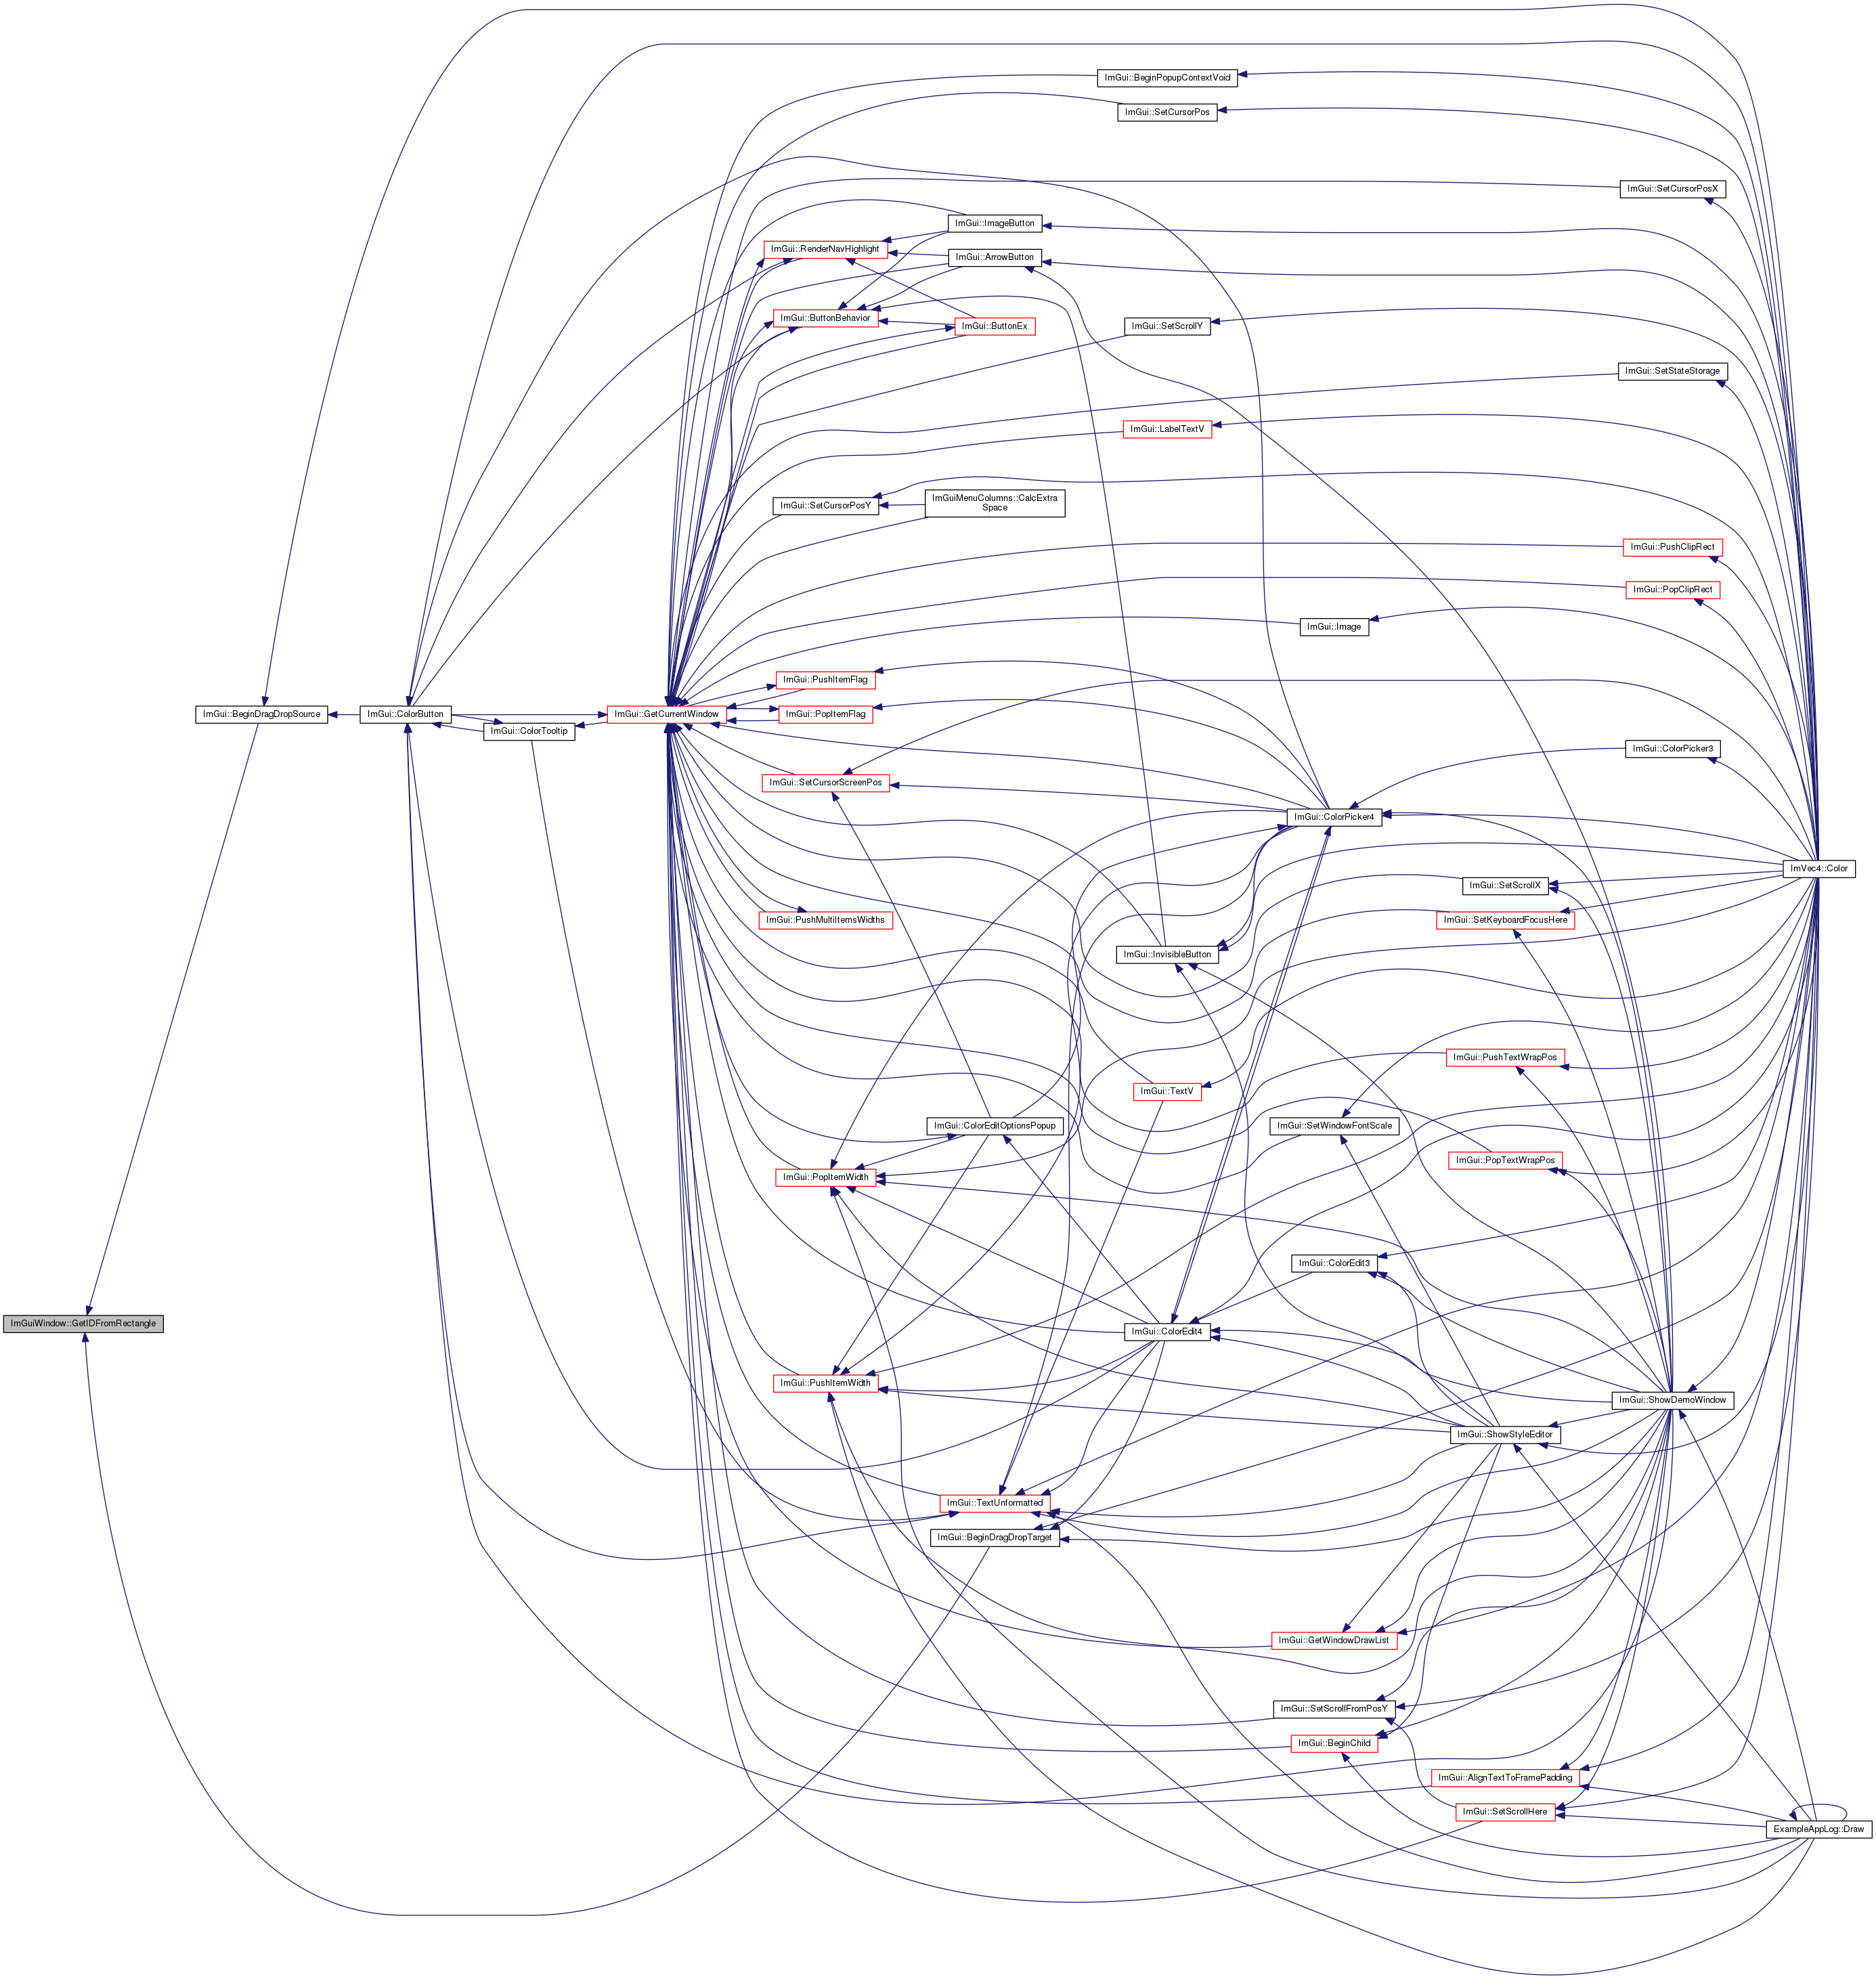 ImGui::BeginPopupContextVoid
ImGui::SetCursorPos
ImGui::SetCursorPosX
ImGui::ImageButton
ImGui::RenderNavHighlight
ImGui::ArrowButton
ImGui::ButtonBehavior
ImGui::ButtonEx
ImGui::SetScrollY
ImGui::SetStateStorage
ImGui::LabelTextV
ImGui::SetCursorPosY
ImGuiMenuColumns::CalcExtra
Space
ImGui::PushClipRect
ImGui::PopClipRect
ImGui::Image
ImGui::PushItemFlag
ImGui::BeginDragDropSource
ImGui::ColorButton
ImGui::GetCurrentWindow
ImGui::PopItemFlag
ImGui::ColorTooltip
ImGui::ColorPicker3
ImGui::SetCursorScreenPos
ImGui::ColorPicker4
ImVec4::Color
ImGui::SetScrollX
ImGui::PushMultiItemsWidths
ImGui::SetKeyboardFocusHere
ImGui::InvisibleButton
ImGui::PushTextWrapPos
ImGui::TextV
ImGui::ColorEditOptionsPopup
ImGui::SetWindowFontScale
ImGui::PopTextWrapPos
ImGui::PopItemWidth
ImGui::ColorEdit3
ImGuiWindow::GetIDFromRectangle
ImGui::ColorEdit4
ImGui::PushItemWidth
ImGui::ShowDemoWindow
ImGui::ShowStyleEditor
ImGui::TextUnformatted
ImGui::BeginDragDropTarget
ImGui::GetWindowDrawList
ImGui::SetScrollFromPosY
ImGui::BeginChild
ImGui::AlignTextToFramePadding
ImGui::SetScrollHere
ExampleAppLog::Draw